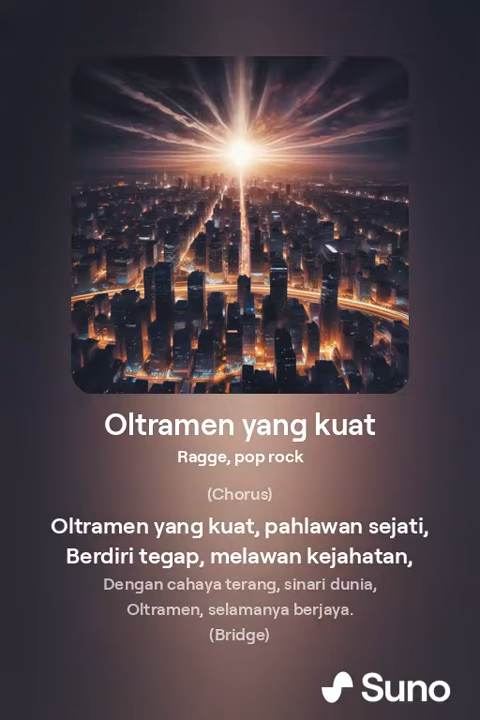 Oltramen yang kuat
Ragge, pop rock
(Chorus)
Oltramen yang kuat, pahlawan sejati,
Berdiri tegap, melawan kejahatan,
Dengan cahaya terang, sinari dunia,
Oltramen, selamanya berjaya.
(Bridge)
Suno